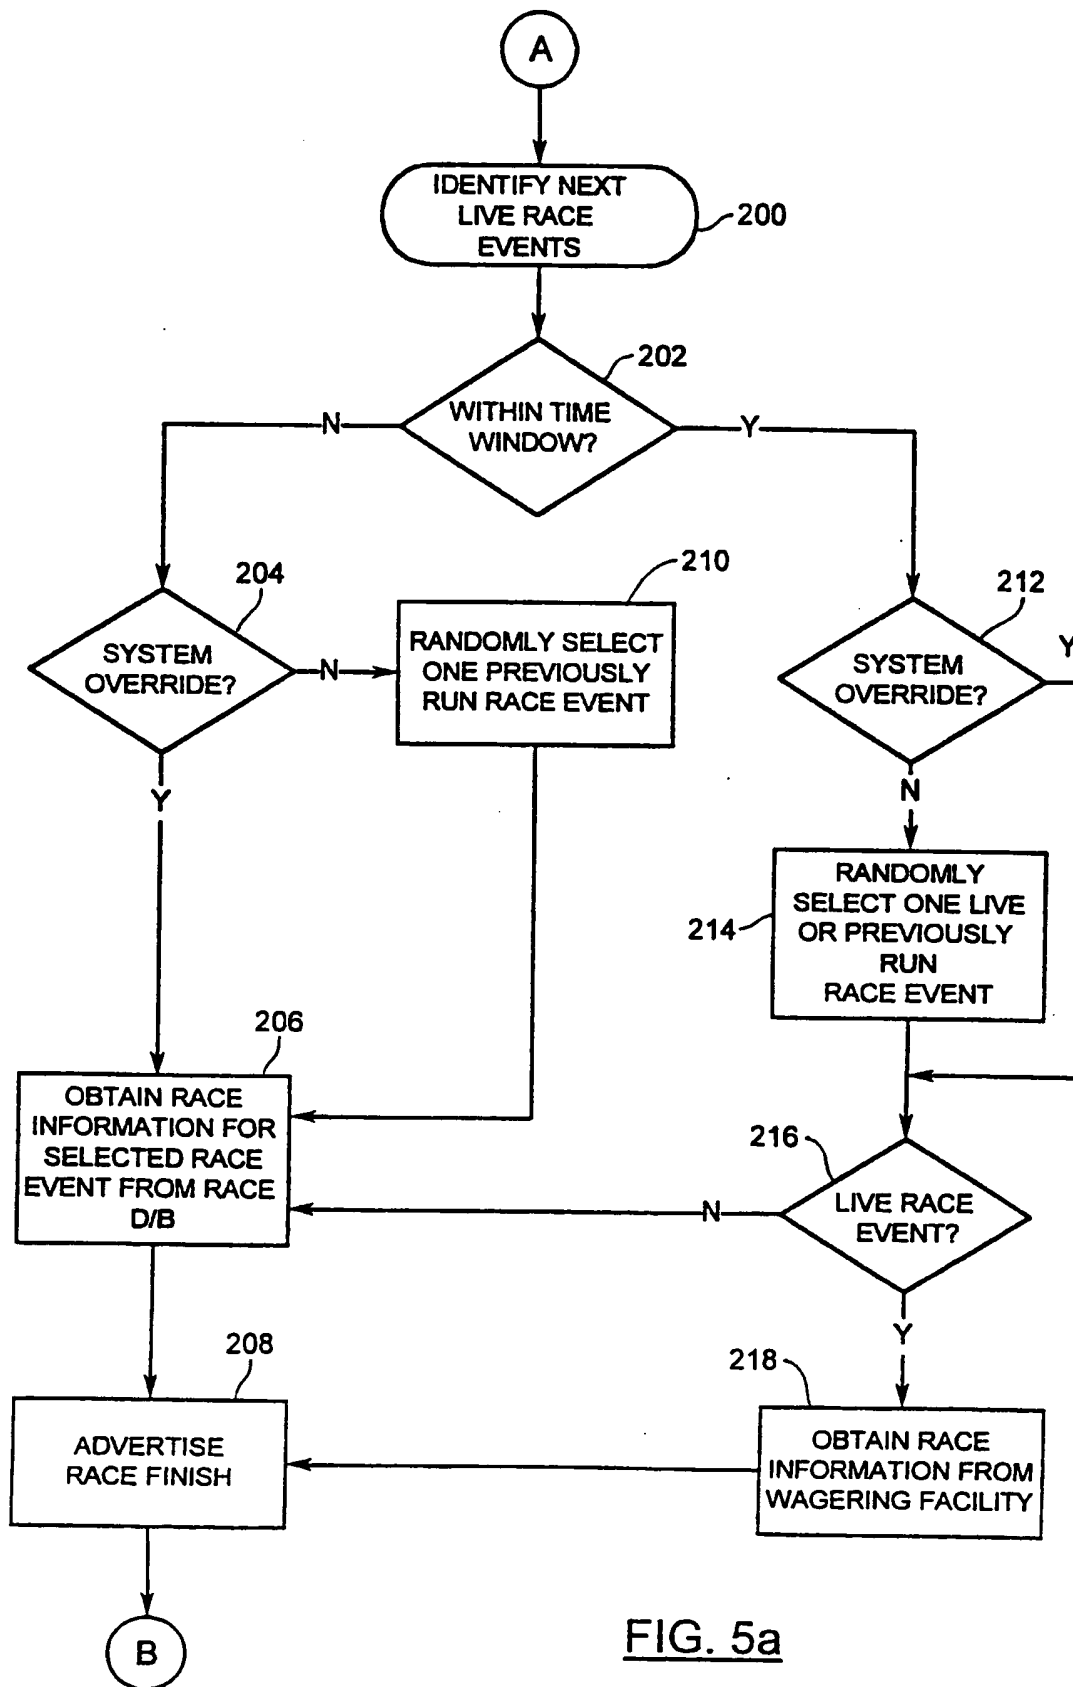 A
IDENTIFY NEXT
LIVE RACE
EVENTS
200
202
WITHIN TIME
WINDOW?
N
Y
204
SYSTEM
OVERRIDE?
N
Y
210
RANDOMLY SELECT
ONE PREVIOUSLY
RUN RACE EVENT
212
SYSTEM
OVERRIDE?
Y
N
214
RANDOMLY
SELECT ONE LIVE
OR PREVIOUSLY
RUN
RACE EVENT
206
OBTAIN RACE
INFORMATION FOR
SELECTED RACE
EVENT FROM RACE
D/B
216
LIVE RACE
EVENT?
N
Y
208
ADVERTISE
RACE FINISH
218
OBTAIN RACE
INFORMATION FROM
WAGERING FACILITY
B
FIG. 5a